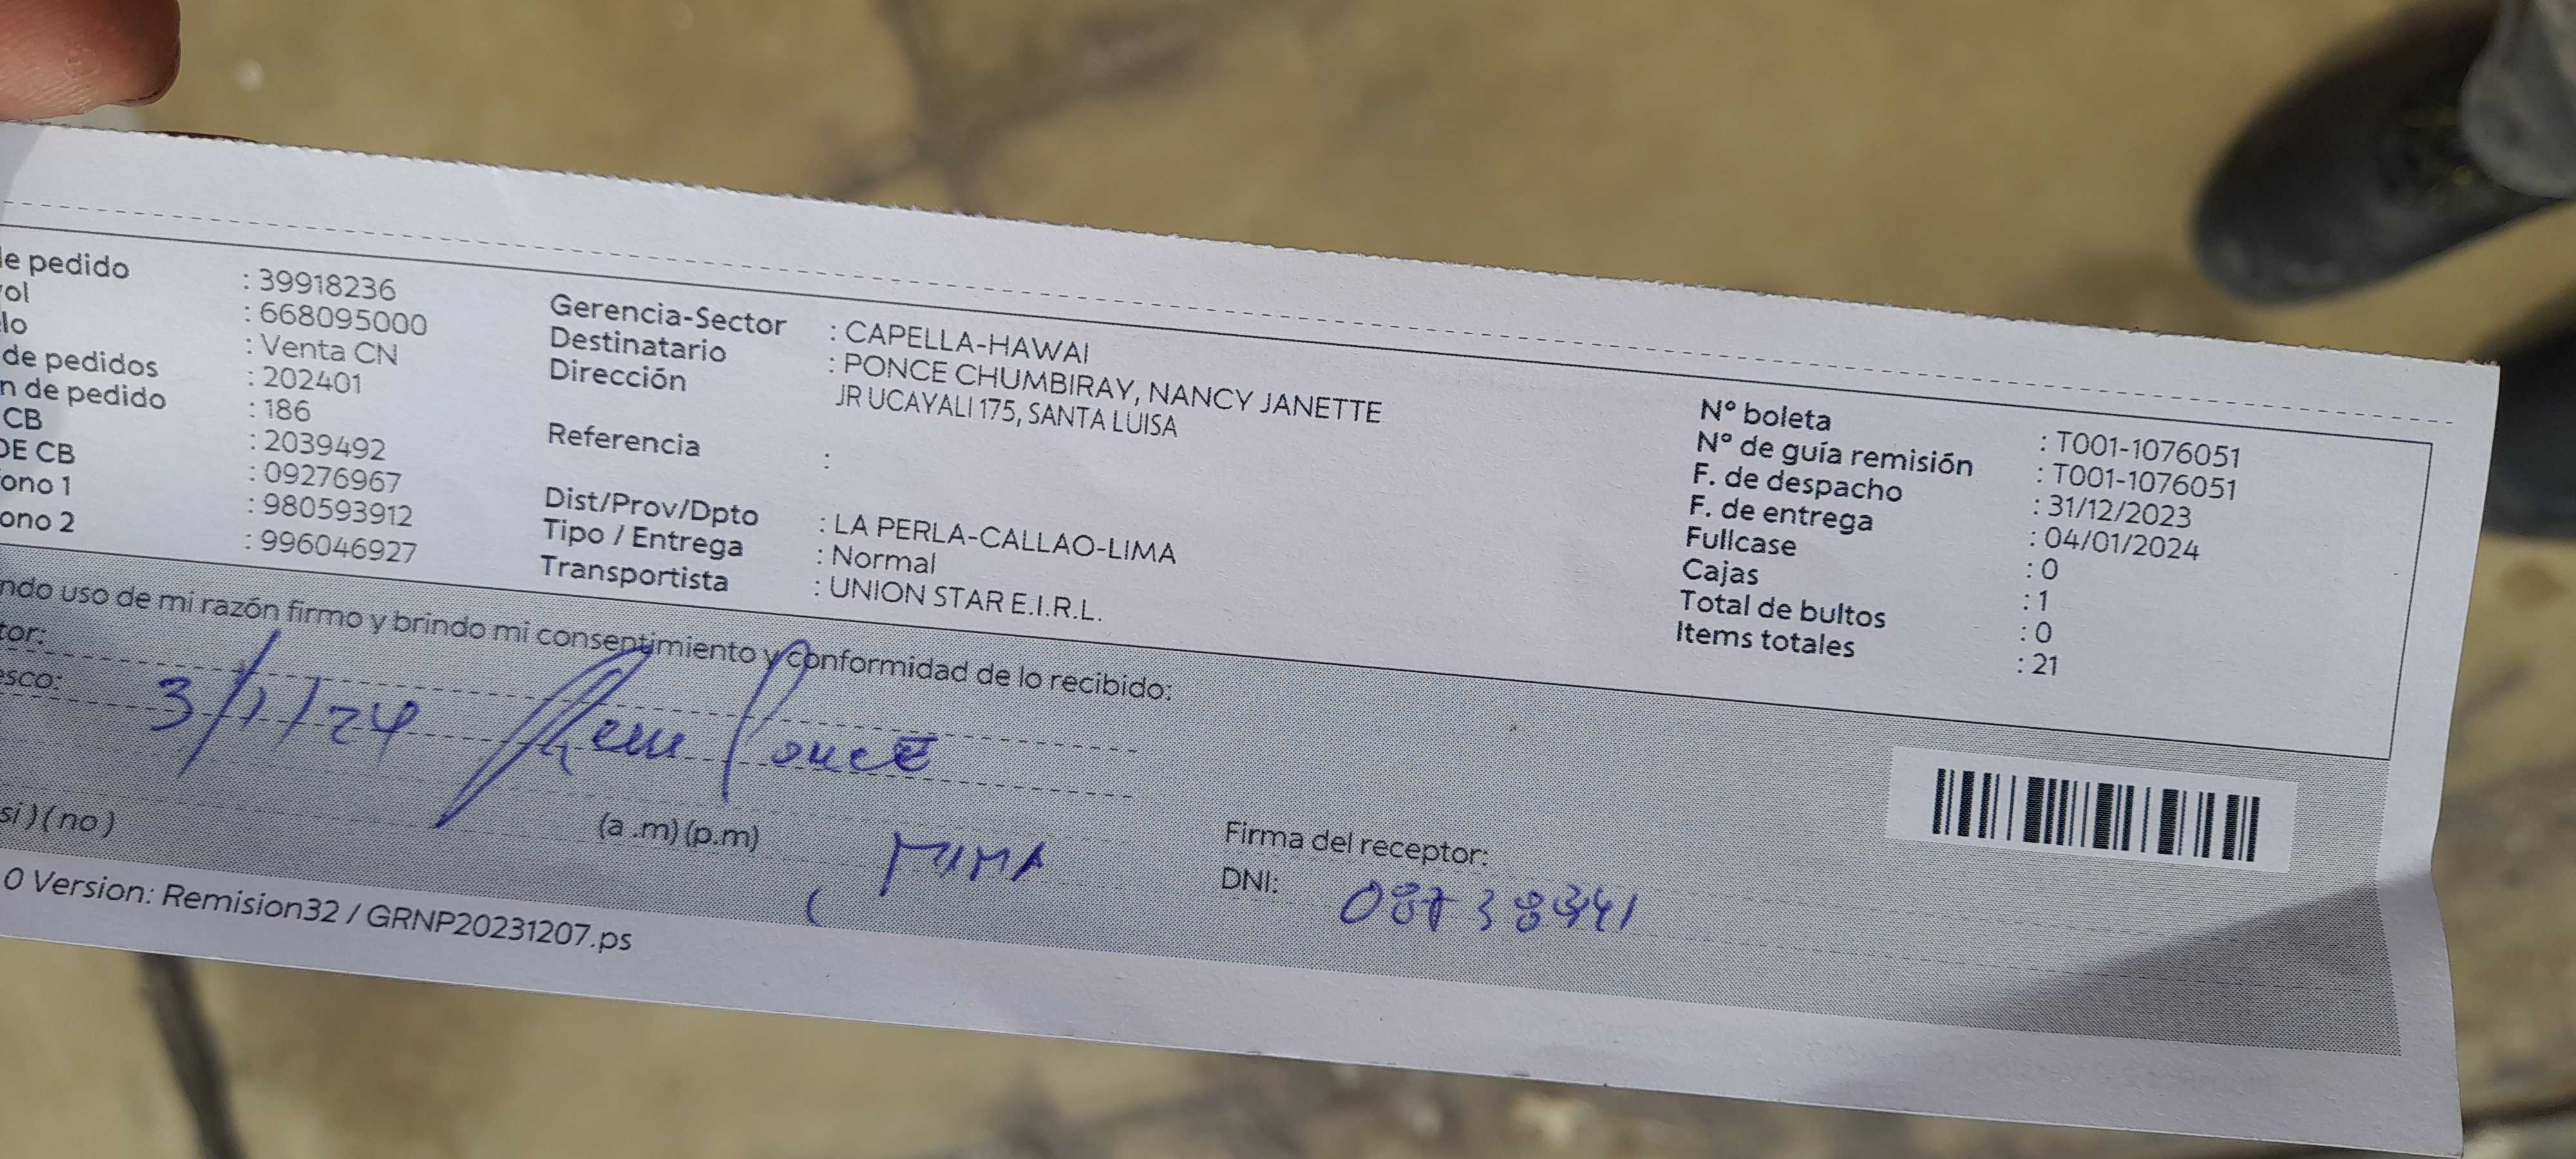 de pedido : 39918236
rol : 668095000
lo : Venta CN
de pedidos : 202401
n de pedido : 186
CB : 2039492
DE CB : 09276967
ono 1 : 980593912
ono 2 : 996046927
Gerencia-Sector : CAPELLA-HAWAI
Destinatario : PONCE CHUMBIRAY, NANCY JANETTE
Dirección JR UCAYALI 175, SANTA LUISA
Referencia :
Dist/Prov/Dpto : LA PERLA-CALLAO-LIMA
Tipo / Entrega : Normal
Transportista : UNION STAR E.I.R.L.
N° boleta : T001-1076051
N° de guía remisión : T001-1076051
F. de despacho : 31/12/2023
F. de entrega : 04/01/2024
Fullcase : 0
Cajas : 1
Total de bultos : 0
Items totales : 21
ndo uso de mi razón firmo y brindo mi consentimiento y conformidad de lo recibido:
tor:
esco: 3/1/24 Ponce
si ) ( no ) (a .m) (p.m)
Firma del receptor:
DNI:
0 Version: Remision32 / GRNP20231207.ps